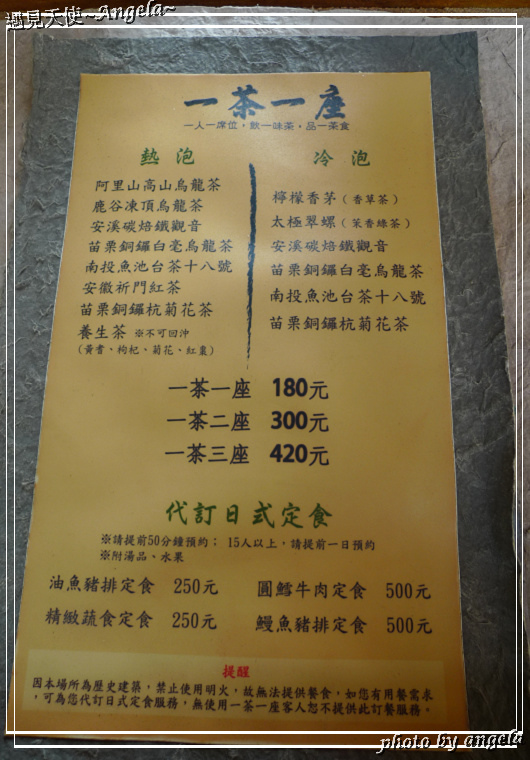 遇見天使~Angela~
一茶一座
一人一席位・飲一味茶・品一茶食
熱泡
阿里山高山烏龍茶
鹿谷凍頂烏龍茶
安溪碳焙鐵觀音
苗栗銅鑼白毫烏龍茶
南投魚池台茶十八號
安徽祈門紅茶
苗栗銅鑼杭菊花茶
養生茶 ※不可回沖
(黃耆、枸杞、菊花、紅棗)
冷泡
檸檬香茅(香草茶)
太極翠螺(茉香綠茶)
安溪碳焙鐵觀音
苗栗銅鑼白毫烏龍茶
南投魚池台茶十八號
苗栗銅鑼杭菊花茶
一茶一座 180元
一茶二座 300元
一茶三座 420元
代訂日式定食
※請提前50分鐘預約;15人以上,請提前一日預約
※附湯品、水果
油魚豬排定食 250元
圓鱈牛肉定食 500元
精緻蔬食定食 250元
鰻魚豬排定食 500元
提醒
因本場所為歷史建築,禁止使用明火,故無法提供餐食,如您有用餐需求
,可為您代訂日式定食服務,無使用一茶一座客人恕不提供此訂餐服務。
photo by angela